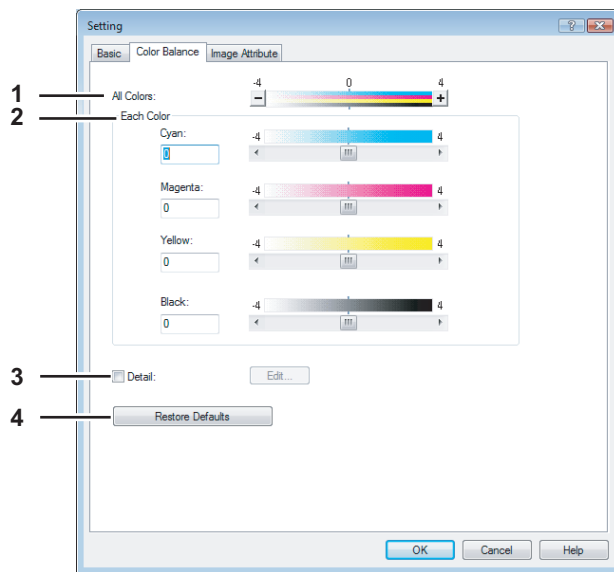 Setting
Basic Color Balance Image Attribute
-4 0 4
1 All Colors: - +
2 Each Color
Cyan: -4 4
0
Magenta: -4 4
0
Yellow: -4 4
0
Black: -4 4
0
3 Detail: Edit...
4 Restore Defaults
OK Cancel Help